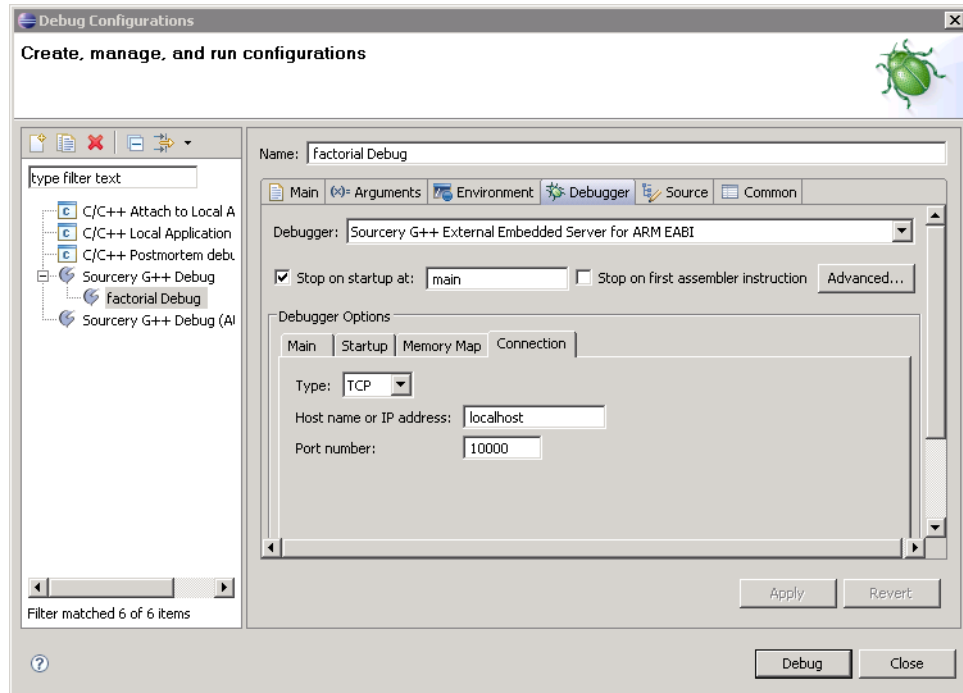 Debug Configurations
Create, manage, and run configurations
type filter text
C/C++ Attach to Local A
C/C++ Local Application
C/C++ Postmortem debu
Sourcery G++ Debug
factorial Debug
Sourcery G++ Debug (Al
Filter matched 6 of 6 items
Name: factorial Debug
Main (x)= Arguments Environment Debugger Source Common
Debugger: Sourcery G++ External Embedded Server for ARM EABI
Stop on startup at: main Stop on first assembler instruction Advanced...
Debugger Options
Main Startup Memory Map Connection
Type: TCP
Host name or IP address: localhost
Port number: 10000
Apply Revert
Debug Close